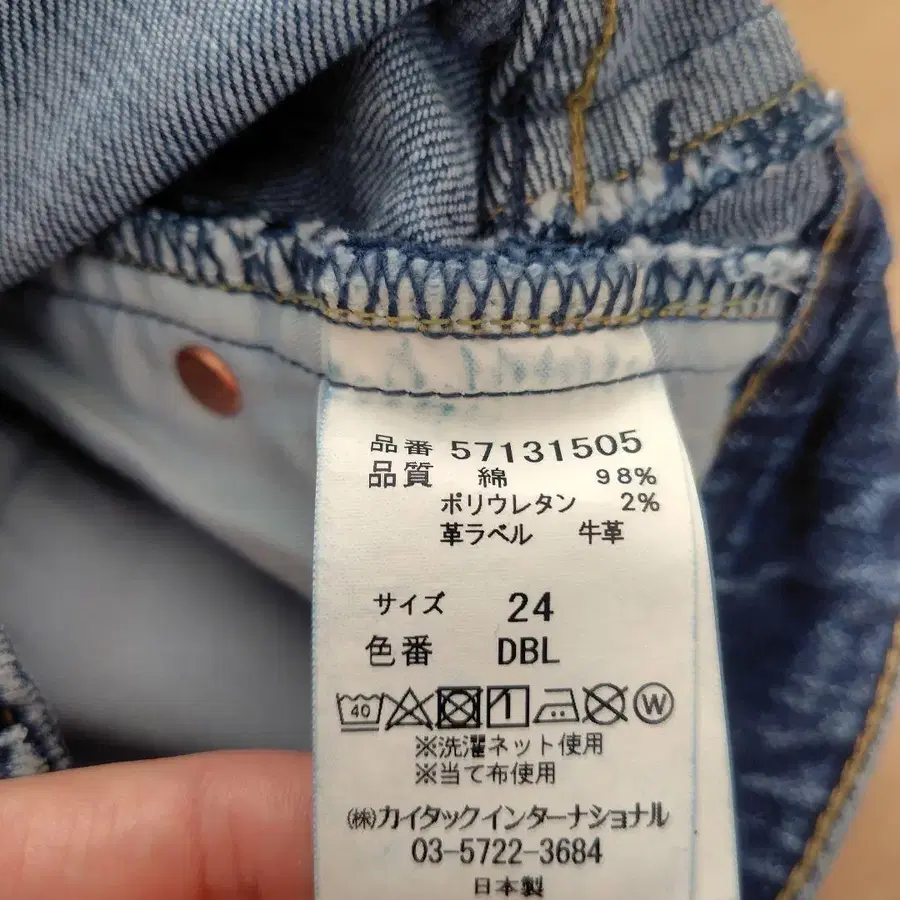 品番 57131505
品質 綿 98%
ポリウレタン 2%
革ラベル 牛革
サイズ 24
色番 DBL
40 W
※洗濯ネット使用
※当て布使用
㈱カイタックインターナショナル
03-5722-3684
日本製